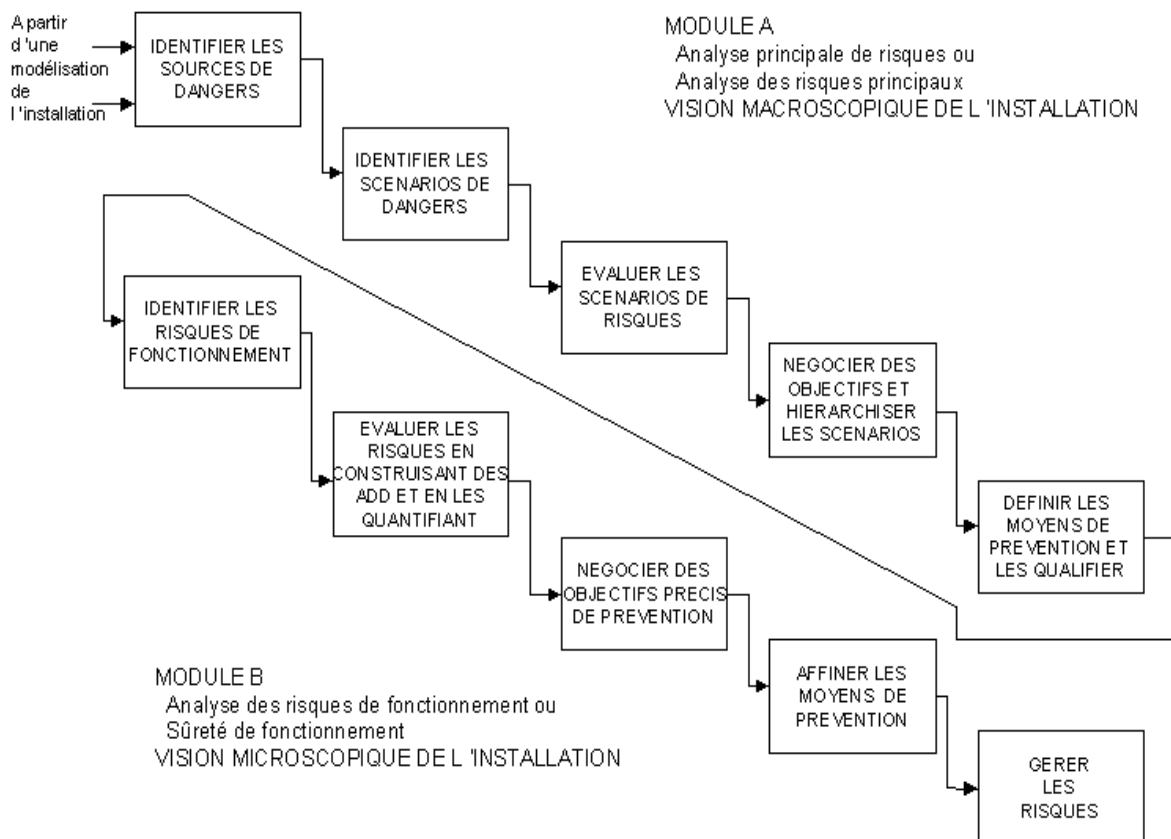 A partir
d 'une
modélisation
de
l 'installation
IDENTIFIER LES
SOURCES DE
DANGERS
MODULE A
Analyse principale de risques ou
Analyse des risques principaux
VISION MACROSCOPIQUE DE L 'INSTALLATION
IDENTIFIER LES
SCENARIOS DE
DANGERS
EVALUER LES
SCENARIOS DE
RISQUES
NEGOCIER DES
OBJECTIFS ET
HIERARCHISER
LES SCENARIOS
DEFINIR LES
MOYENS DE
PREVENTION ET
LES QUALIFIER
IDENTIFIER LES
RISQUES DE
FONCTIONNEMENT
EVALUER LES
RISQUES EN
CONSTRUISANT DES
ADD ET EN LES
QUANTIFIANT
NEGOCIER DES
OBJECTIFS PRECIS
DE PREVENTION
AFFINER LES
MOYENS DE
PREVENTION
GERER
LES
RISQUES
MODULE B
Analyse des risques de fonctionnement ou
Sûreté de fonctionnement
VISION MICROSCOPIQUE DE L 'INSTALLATION